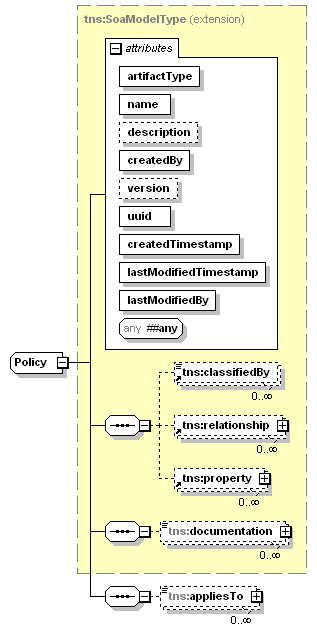 tns:SoaModelType (extension)
attributes
artifactType
name
description
createdBy
version
uuid
createdTimestamp
lastModifiedTimestamp
lastModifiedBy
any ##any
Policy
tns:classifiedBy
0..∞
tns:relationship
0..∞
tns:property
0..∞
tns:documentation
0..∞
tns:appliesTo
0..∞